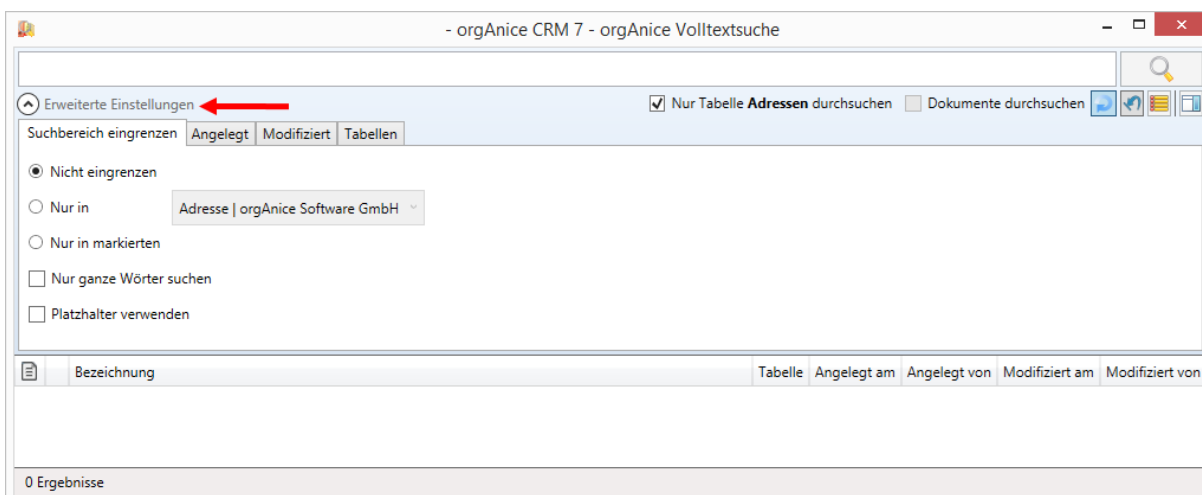 - orgAnice CRM 7 - orgAnice Volltextsuche
Erweiterte Einstellungen
Nur Tabelle Adressen durchsuchen Dokumente durchsuchen
Suchbereich eingrenzen Angelegt Modifiziert Tabellen
Nicht eingrenzen
Nur in Adresse | orgAnice Software GmbH
Nur in markierten
Nur ganze Wörter suchen
Platzhalter verwenden
Bezeichnung Tabelle Angelegt am Angelegt von Modifiziert am Modifiziert von
0 Ergebnisse